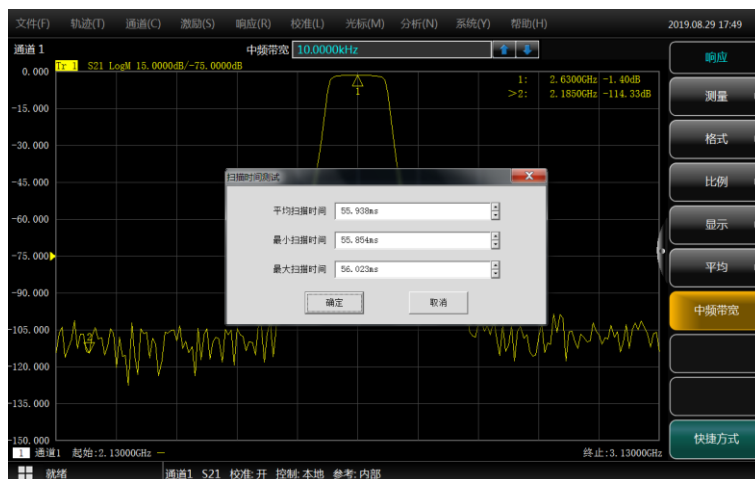 文件(F) 轨迹(T) 通道(C) 激励(S) 响应(R) 校准(L) 光标(M) 分析(N) 系统(Y) 帮助(H) 2019.08.29 17:49
通道 1 中频带宽 10.0000kHz
Tr 1 S21 LogM 15.0000dB/-75.0000dB
0.000
-15.000
-30.000
-45.000
-60.000
-75.000
-90.000
-105.000
-120.000
-135.000
-150.000
1: 2.6300GHz -1.40dB
>2: 2.1850GHz -114.33dB
1
2
扫描时间测试
平均扫描时间 55.938ms
最小扫描时间 55.854ms
最大扫描时间 56.023ms
确定 取消
响应
测量
格式
比例
显示
平均
中频带宽
快捷方式
1 通道1 起始:2.13000GHz — 终止:3.13000GHz
就绪 通道1 S21 校准:开 控制:本地 参考:内部